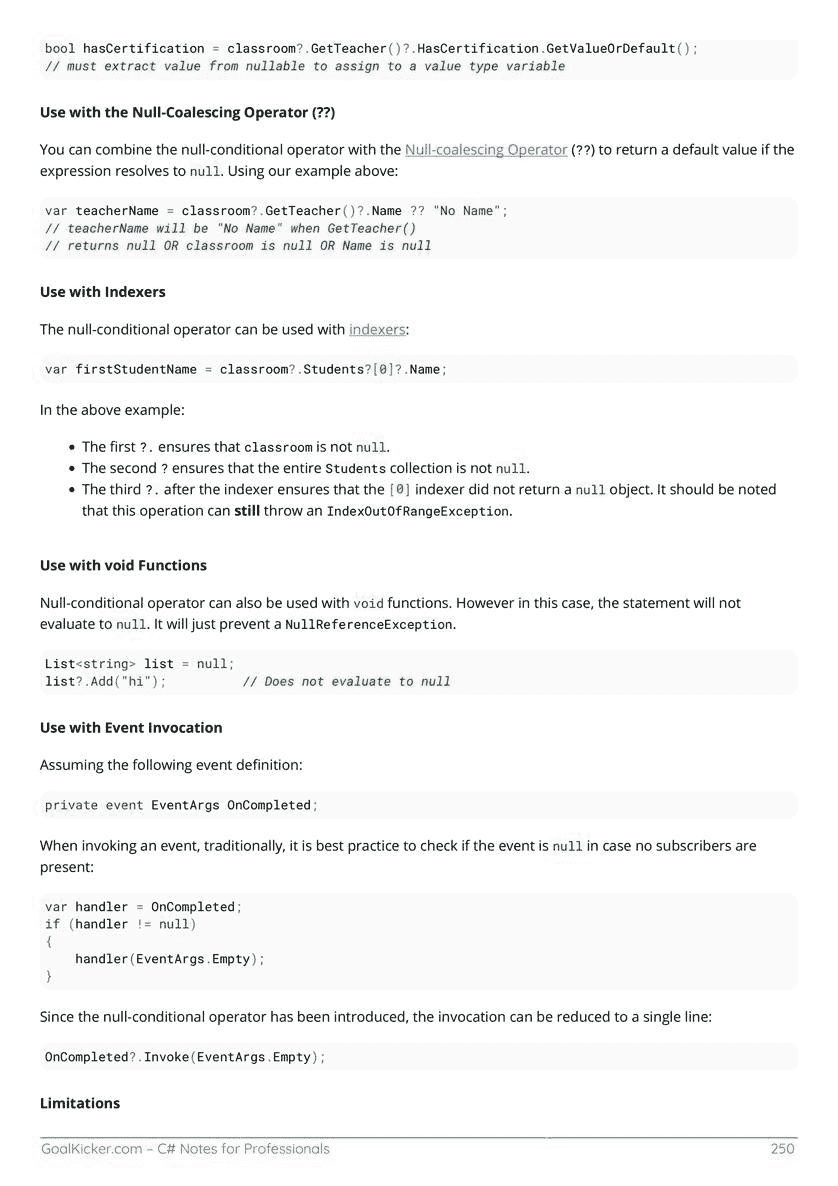 bool hasCertification = classroom?.GetTeacher()?.HasCertification.GetValueOrDefault();
// must extract value from nullable to assign to a value type variable
Use with the Null-Coalescing Operator (??)
You can combine the null-conditional operator with the Null-coalescing Operator (??) to return a default value if the
expression resolves to null. Using our example above:
var teacherName = classroom?.GetTeacher()?.Name ?? "No Name";
// teacherName will be "No Name" when GetTeacher()
// returns null OR classroom is null OR Name is null
Use with Indexers
The null-conditional operator can be used with indexers:
var firstStudentName = classroom?.Students?[0]?.Name;
In the above example:
• The first ?. ensures that classroom is not null.
• The second ? ensures that the entire Students collection is not null.
• The third ?. after the indexer ensures that the [0] indexer did not return a null object. It should be noted
that this operation can still throw an IndexOutOfRangeException.
Use with void Functions
Null-conditional operator can also be used with void functions. However in this case, the statement will not
evaluate to null. It will just prevent a NullReferenceException.
List<string> list = null;
list?.Add("hi");          // Does not evaluate to null
Use with Event Invocation
Assuming the following event definition:
private event EventArgs OnCompleted;
When invoking an event, traditionally, it is best practice to check if the event is null in case no subscribers are
present:
var handler = OnCompleted;
if (handler != null)
{
    handler(EventArgs.Empty);
}
Since the null-conditional operator has been introduced, the invocation can be reduced to a single line:
OnCompleted?.Invoke(EventArgs.Empty);
Limitations
GoalKicker.com – C# Notes for Professionals 250